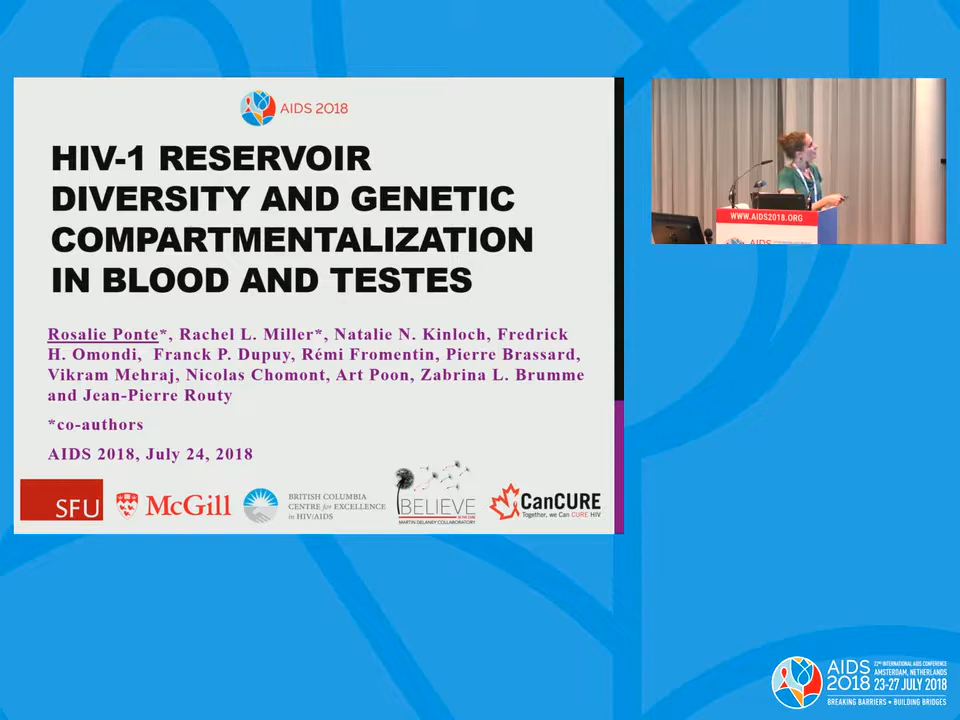 AIDS 2018
HIV-1 RESERVOIR
DIVERSITY AND GENETIC
COMPARTMENTALIZATION
IN BLOOD AND TESTES
Rosalie Ponte*, Rachel L. Miller*, Natalie N. Kinloch, Fredrick
H. Omondi, Franck P. Dupuy, Rémi Fromentin, Pierre Brassard,
Vikram Mehraj, Nicolas Chomont, Art Poon, Zabrina L. Brumme
and Jean-Pierre Routy
*co-authors
AIDS 2018, July 24, 2018
SFU
McGill
BRITISH COLUMBIA
CENTRE for EXCELLENCE
in HIV/AIDS
BELIEVE
MARTIN DELANEY COLLABORATORY
CanCURE
Together, we Can CURE HIV
WWW.AIDS2018.ORG
AIDS
AIDS
2018
22ND INTERNATIONAL AIDS CONFERENCE
AMSTERDAM, NETHERLANDS
23-27 JULY 2018
BREAKING BARRIERS • BUILDING BRIDGES